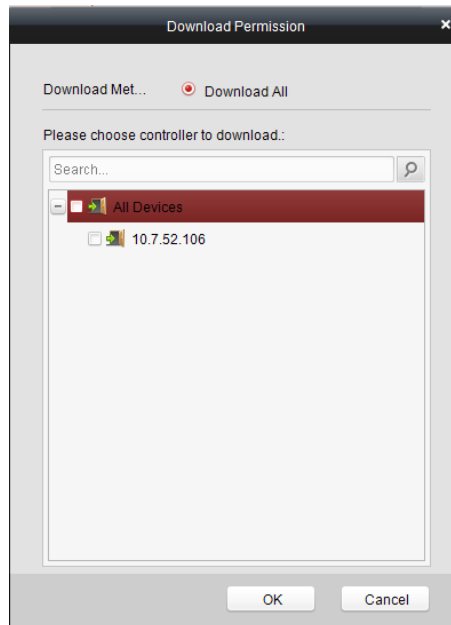 Download Permission
Download Met... Download All
Please choose controller to download.:
Search...
All Devices
10.7.52.106
OK Cancel